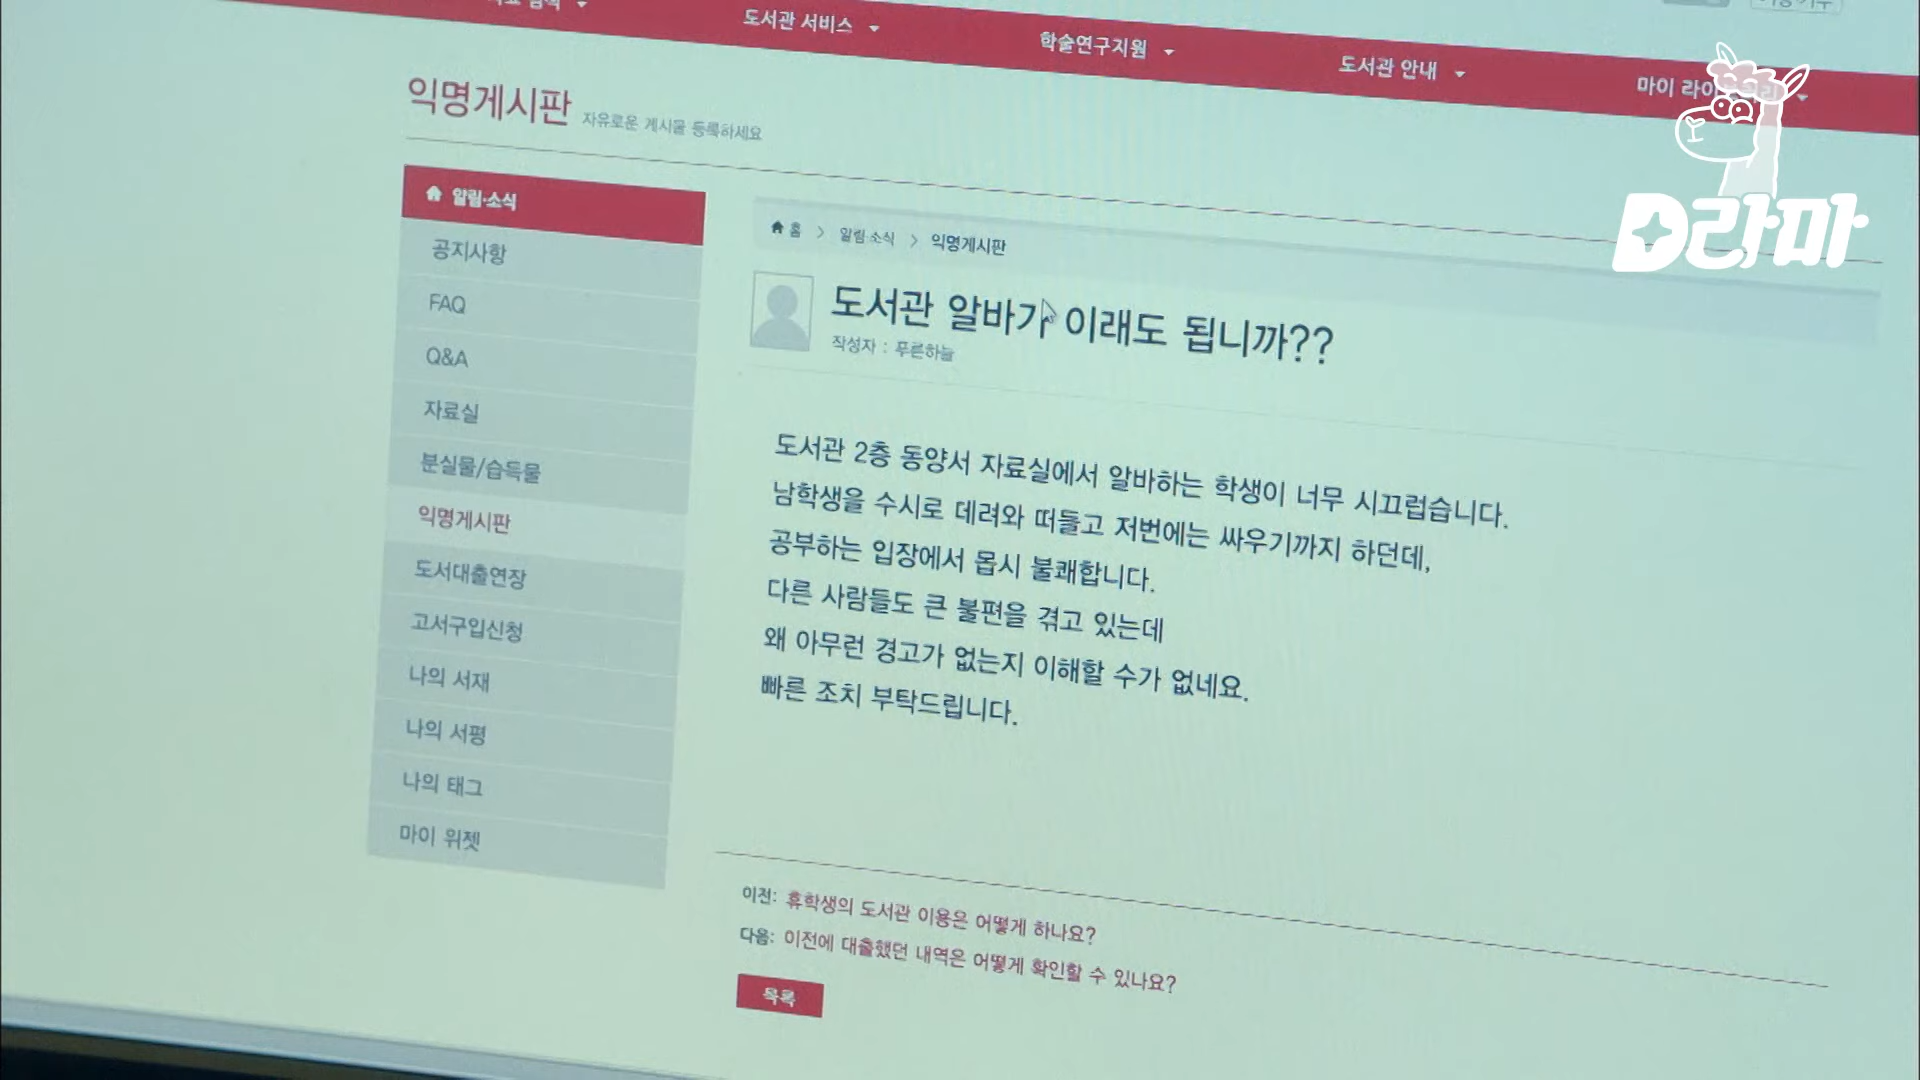 검색
도서관 서비스
학술연구지원
도서관 안내
마이
D라마
익명게시판 자유로운 게시물 등록하세요
알림·소식
공지사항
FAQ
Q&A
자료실
분실물/습득물
익명게시판
도서대출연장
고서구입신청
나의 서재
나의 서평
나의 태그
마이 위젯
홈 > 알림·소식 > 익명게시판
도서관 알바가 이래도 됩니까??
작성자 : 푸른하늘
도서관 2층 동양서 자료실에서 알바하는 학생이 너무 시끄럽습니다.
남학생을 수시로 데려와 떠들고 저번에는 싸우기까지 하던데,
공부하는 입장에서 몹시 불쾌합니다.
다른 사람들도 큰 불편을 겪고 있는데
왜 아무런 경고가 없는지 이해할 수가 없네요.
빠른 조치 부탁드립니다.
이전: 휴학생의 도서관 이용은 어떻게 하나요?
다음: 이전에 대출했던 내역은 어떻게 확인할 수 있나요?
목록